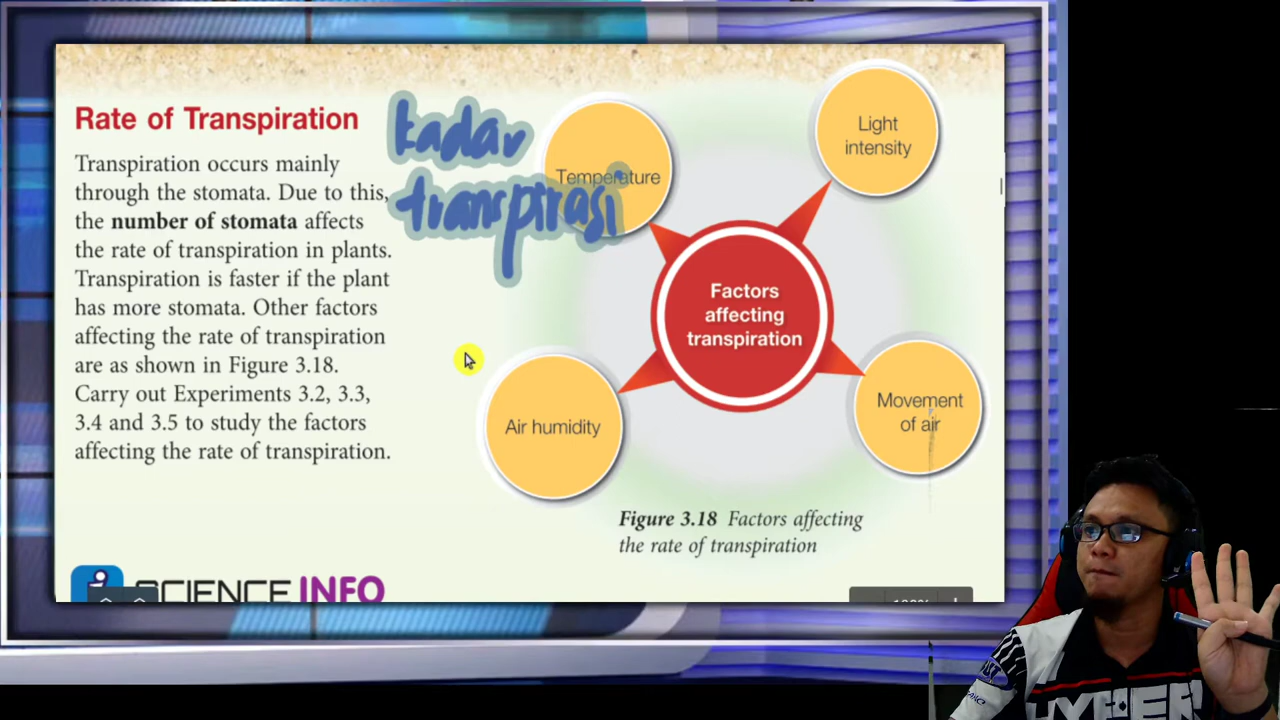 Rate of Transpiration
Transpiration occurs mainly
through the stomata. Due to this,
the number of stomata affects
the rate of transpiration in plants.
Transpiration is faster if the plant
has more stomata. Other factors
affecting the rate of transpiration
are as shown in Figure 3.18.
Carry out Experiments 3.2, 3.3,
3.4 and 3.5 to study the factors
affecting the rate of transpiration.
kadar
transpirasi
Temperature
Light
intensity
Factors
affecting
transpiration
Air humidity
Movement
of air
Figure 3.18 Factors affecting
the rate of transpiration
SCIENCE INFO
HYPER